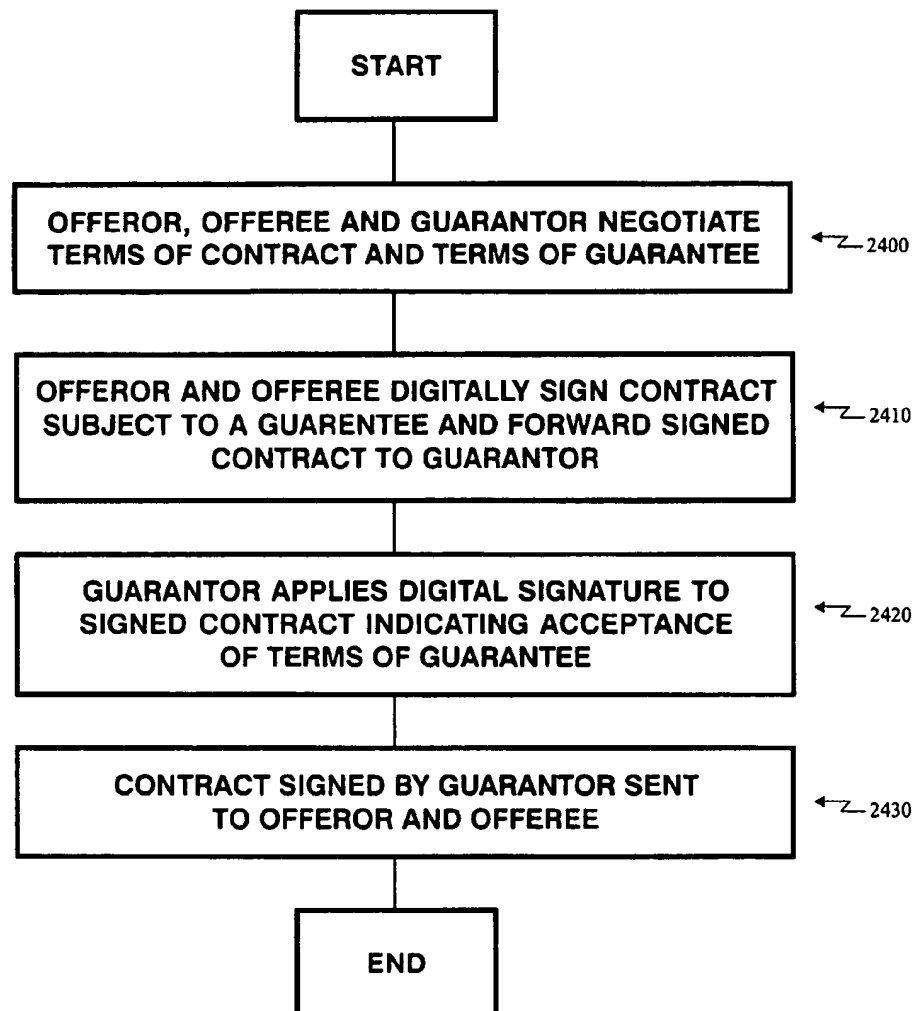 START
OFFEROR, OFFEREE AND GUARANTOR NEGOTIATE
TERMS OF CONTRACT AND TERMS OF GUARANTEE
2400
OFFEROR AND OFFEREE DIGITALLY SIGN CONTRACT
SUBJECT TO A GUARENTEE AND FORWARD SIGNED
CONTRACT TO GUARANTOR
2410
GUARANTOR APPLIES DIGITAL SIGNATURE TO
SIGNED CONTRACT INDICATING ACCEPTANCE
OF TERMS OF GUARANTEE
2420
CONTRACT SIGNED BY GUARANTOR SENT
TO OFFEROR AND OFFEREE
2430
END